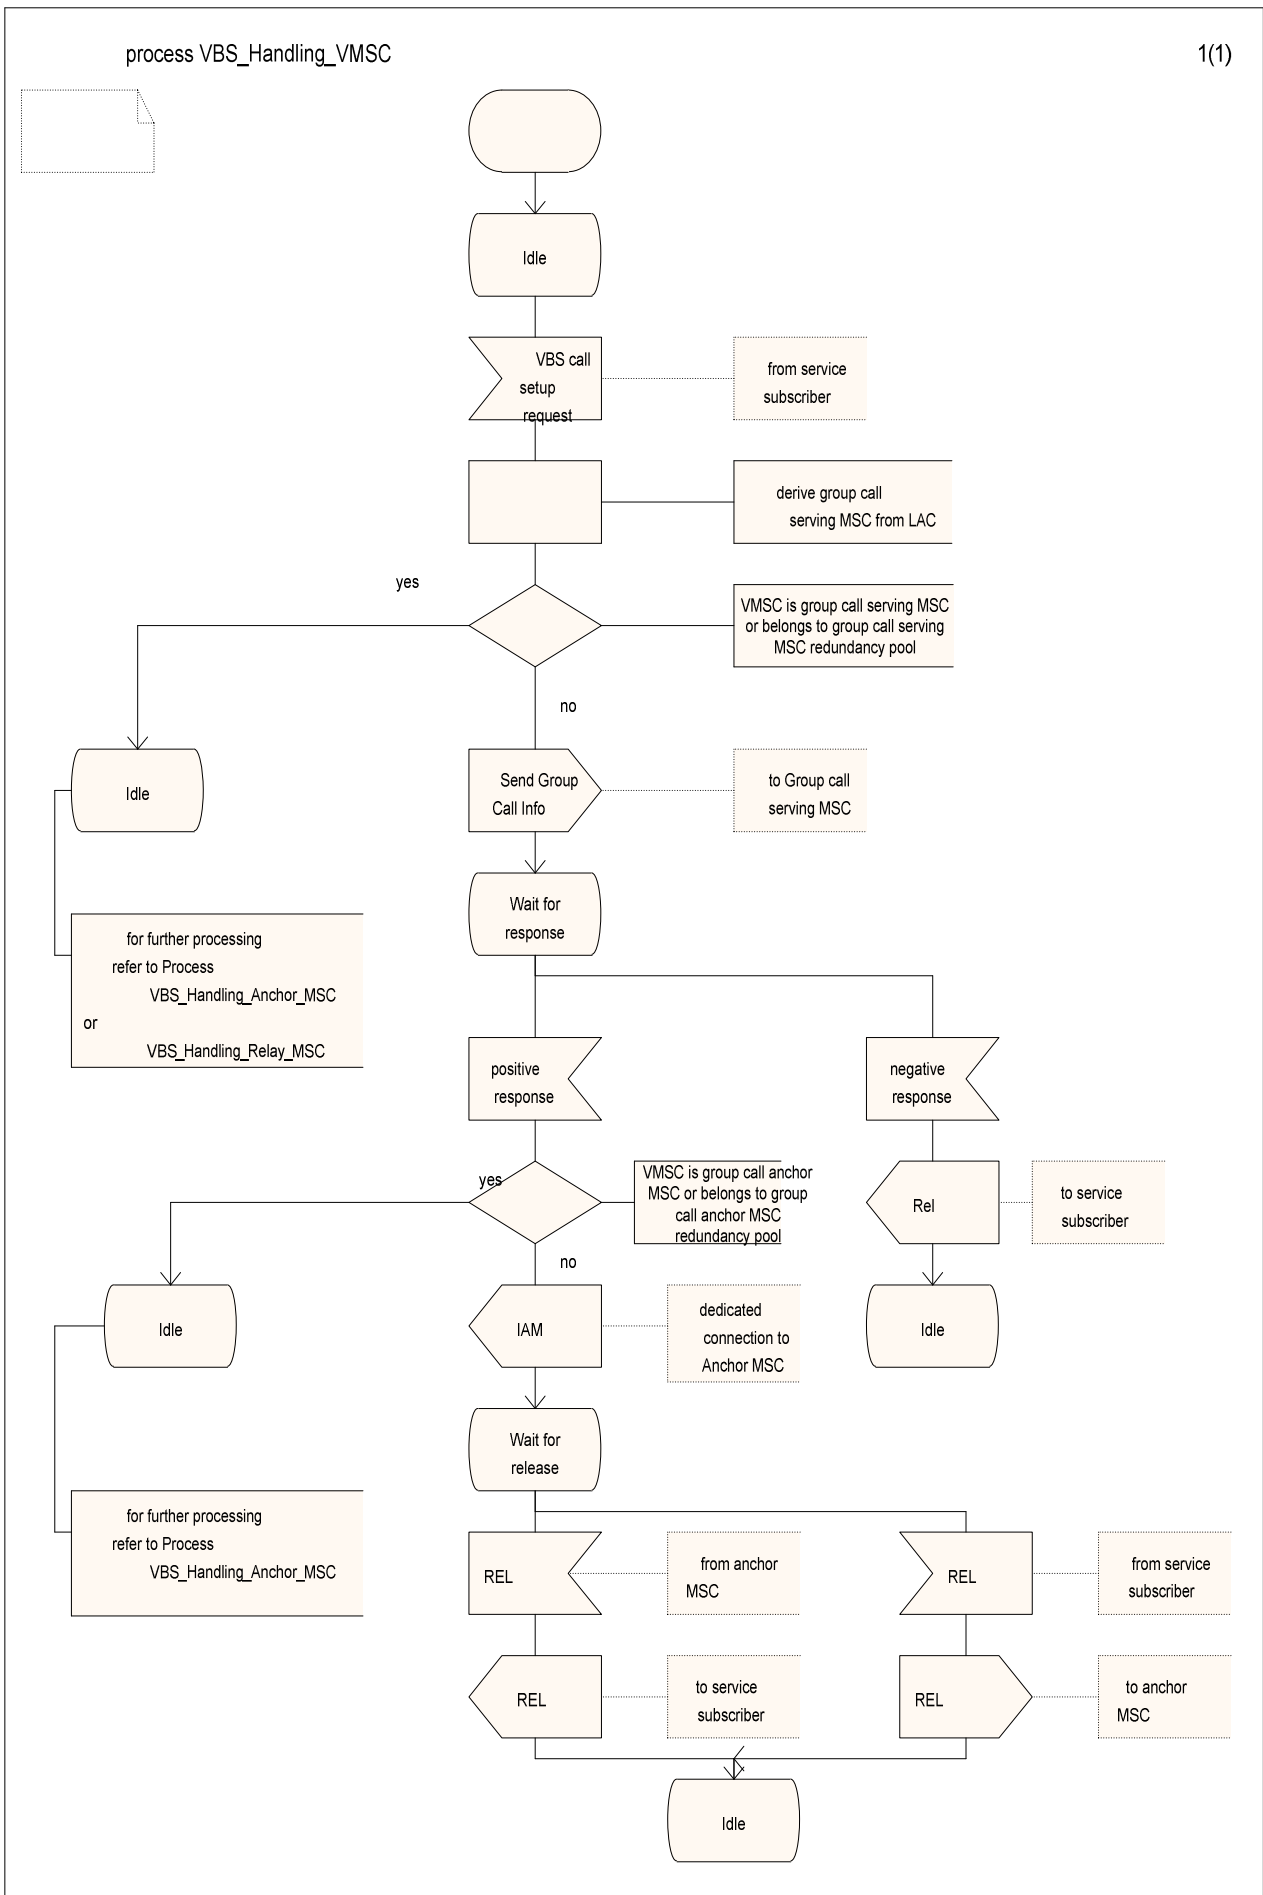 process VBS_Handling_VMSC
1(1)
Idle
VBS call
setup
request
from service
subscriber
derive group call
serving MSC from LAC
yes
VMSC is group call serving MSC
or belongs to group call serving
MSC redundancy pool
no
Idle
Send Group
Call Info
to Group call
serving MSC
Wait for
response
for further processing
refer to Process
VBS_Handling_Anchor_MSC
or
VBS_Handling_Relay_MSC
positive
response
negative
response
yes
VMSC is group call anchor
MSC or belongs to group
call anchor MSC
redundancy pool
Rel
to service
subscriber
no
Idle
IAM
dedicated
connection to
Anchor MSC
Idle
Wait for
release
for further processing
refer to Process
VBS_Handling_Anchor_MSC
REL
from anchor
MSC
REL
from service
subscriber
REL
to service
subscriber
REL
to anchor
MSC
Idle